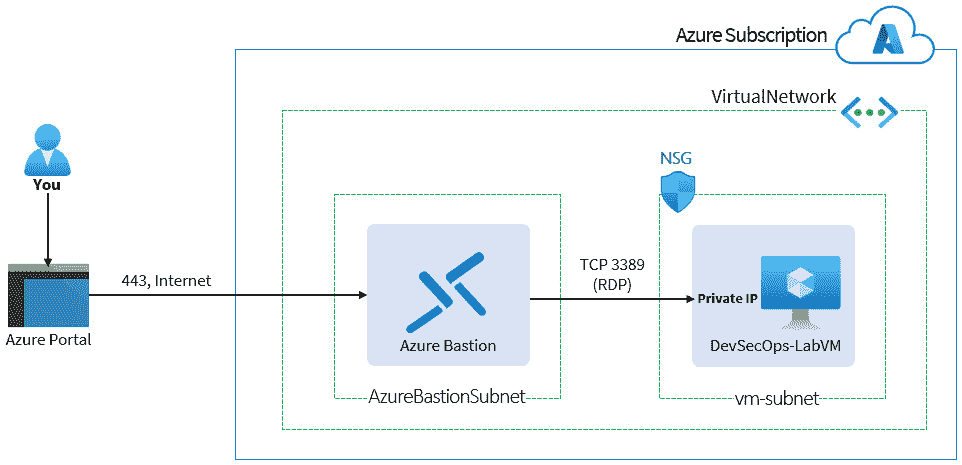 Azure Subscription
VirtualNetwork
You
NSG
443, Internet
TCP 3389
(RDP)
Private IP
Azure Portal
Azure Bastion
DevSecOps-LabVM
AzureBastionSubnet
vm-subnet